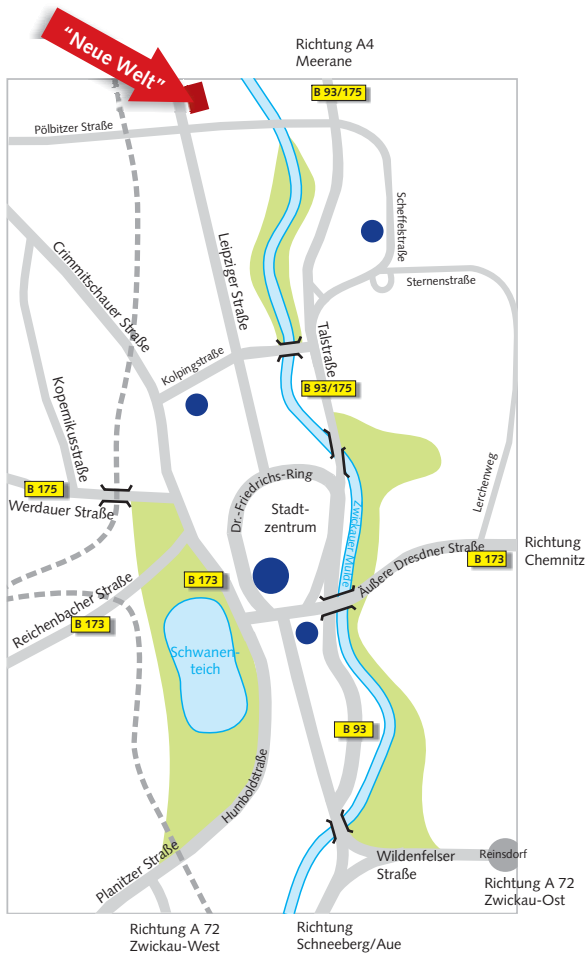 "Neue Welt"
Richtung A4
Meerane
B 93/175
Pölbitzer Straße
Scheffelstraße
Crimmitschauer Straße
Leipziger Straße
Sternenstraße
Talstraße
Kolpingstraße
Kopernikusstraße
B 93/175
Lerchenweg
Dr.-Friedrichs-Ring
B 175
Werdauer Straße
Stadt-
zentrum
Zwickauer Mulde
Äußere Dresdner Straße
Richtung
Chemnitz
B 173
B 173
Reichenbacher Straße
B 173
Schwanen-
teich
B 93
Humboldstraße
Planitzer Straße
Wildenfelser
Straße
Reinsdorf
Richtung A 72
Zwickau-Ost
Richtung A 72
Zwickau-West
Richtung
Schneeberg/Aue